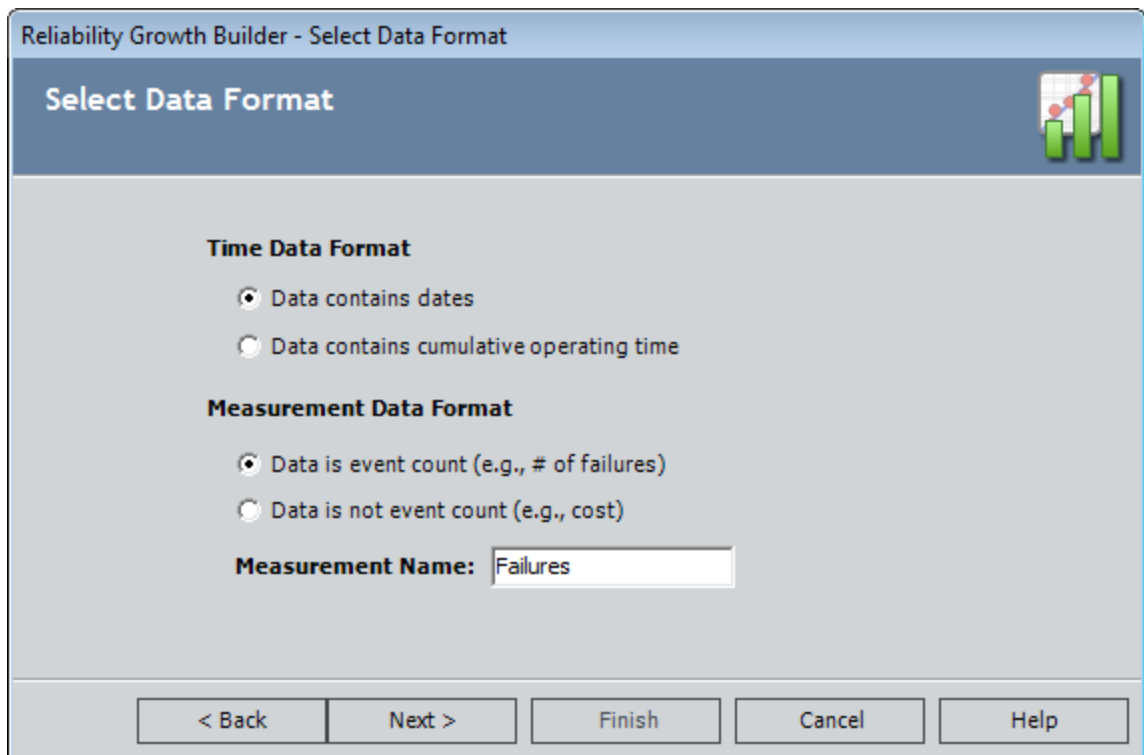 Reliability Growth Builder - Select Data Format
Select Data Format
Time Data Format
Data contains dates
Data contains cumulative operating time
Measurement Data Format
Data is event count (e.g., # of failures)
Data is not event count (e.g., cost)
Measurement Name: Failures
< Back Next > Finish Cancel Help